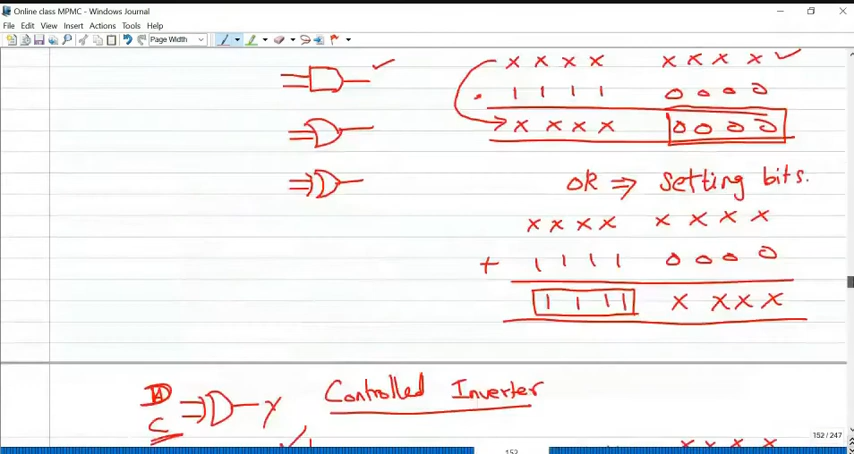 Online class MPMC - Windows Journal
File Edit View Insert Actions Tools Help
Page Width
x x x x x x x x ✓
. 1 1 1 1 0 0 0 0
x x x x 0 0 0 0
OR ⇒ Setting bits.
x x x x x x x x
+ 1 1 1 1 0 0 0 0
1 1 1 1 x x x x
Controlled Inverter
D
Y
C
152 / 247
x x x x
153